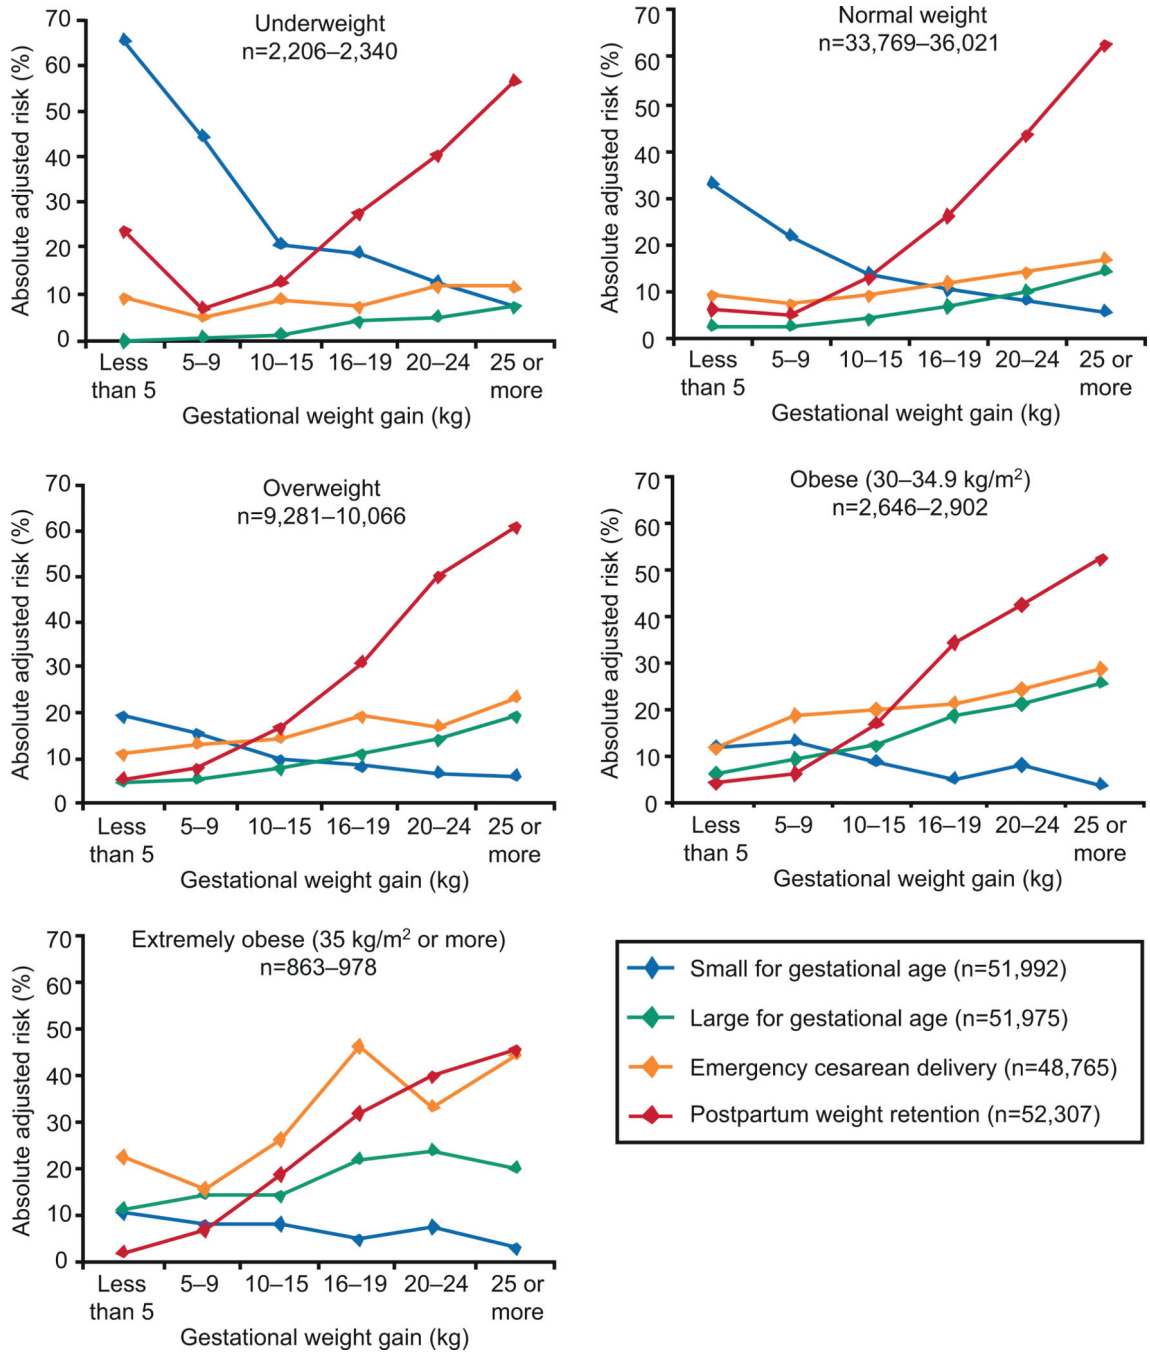 Underweight
n=2,206–2,340
Absolute adjusted risk (%)
70
60
50
40
30
20
10
0
Less than 5
5–9
10–15
16–19
20–24
25 or more
Gestational weight gain (kg)
Normal weight
n=33,769–36,021
Absolute adjusted risk (%)
70
60
50
40
30
20
10
0
Less than 5
5–9
10–15
16–19
20–24
25 or more
Gestational weight gain (kg)
Overweight
n=9,281–10,066
Absolute adjusted risk (%)
70
60
50
40
30
20
10
0
Less than 5
5–9
10–15
16–19
20–24
25 or more
Gestational weight gain (kg)
Obese (30–34.9 kg/m²)
n=2,646–2,902
Absolute adjusted risk (%)
70
60
50
40
30
20
10
0
Less than 5
5–9
10–15
16–19
20–24
25 or more
Gestational weight gain (kg)
Extremely obese (35 kg/m² or more)
n=863–978
Absolute adjusted risk (%)
70
60
50
40
30
20
10
0
Less than 5
5–9
10–15
16–19
20–24
25 or more
Gestational weight gain (kg)
Small for gestational age (n=51,992)
Large for gestational age (n=51,975)
Emergency cesarean delivery (n=48,765)
Postpartum weight retention (n=52,307)